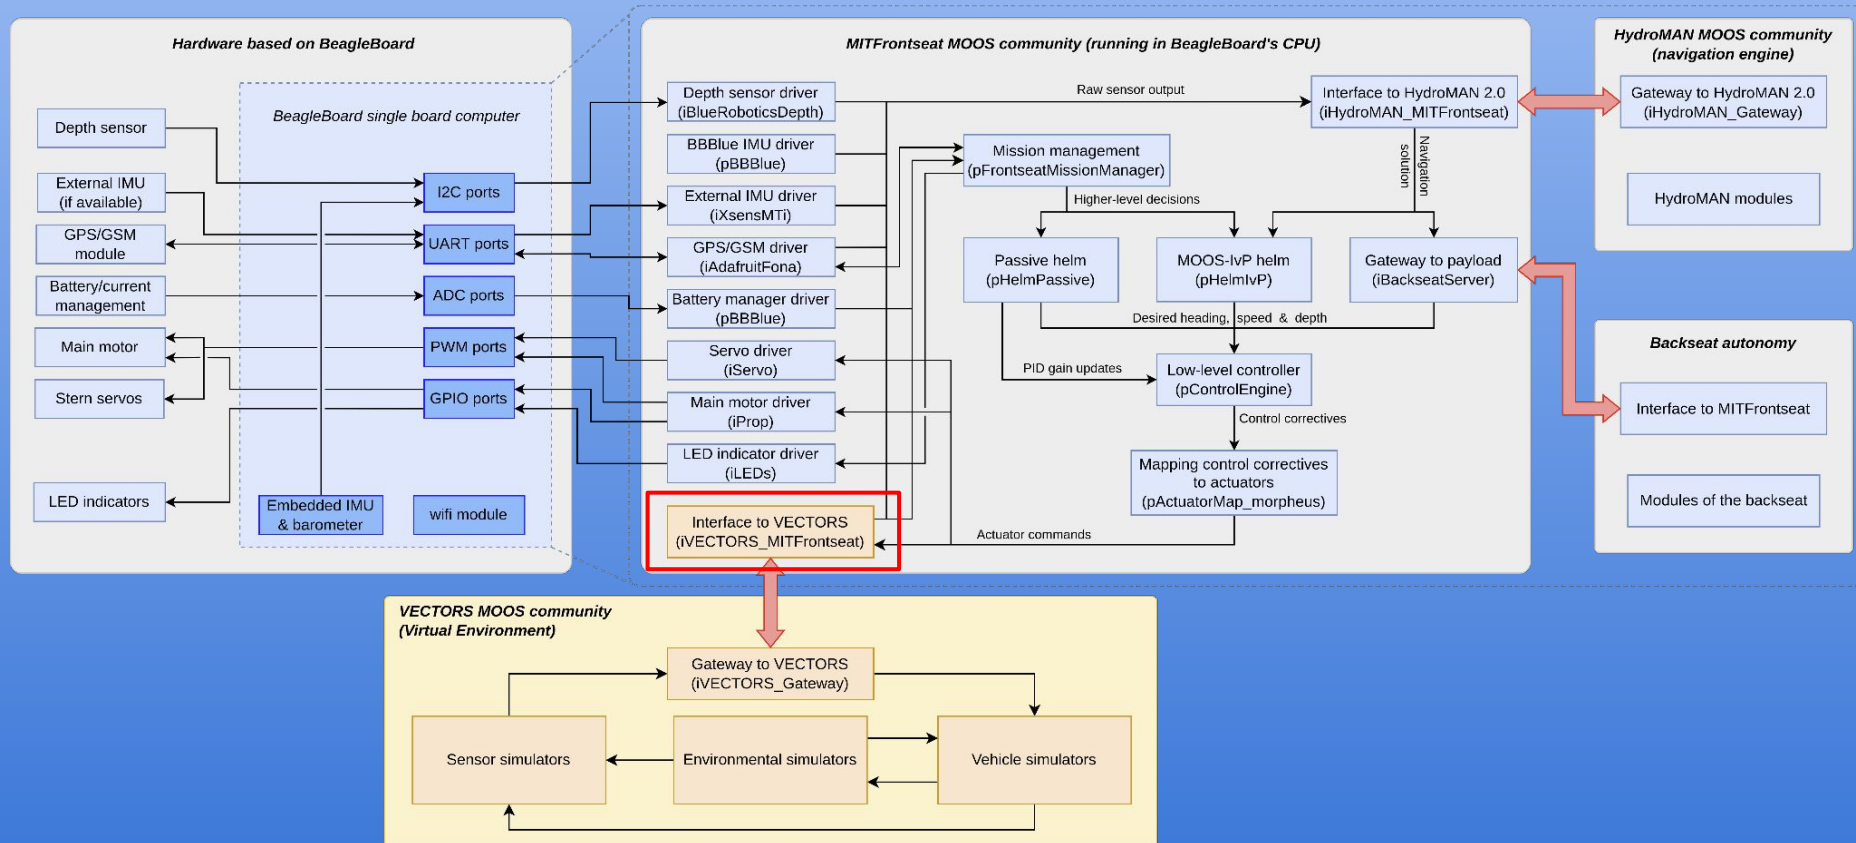 Hardware based on BeagleBoard
BeagleBoard single board computer
Depth sensor
External IMU
(if available)
GPS/GSM
module
Battery/current
management
Main motor
Stern servos
LED indicators
I2C ports
UART ports
ADC ports
PWM ports
GPIO ports
Embedded IMU
& barometer
wifi module
MITFrontseat MOOS community (running in BeagleBoard's CPU)
Depth sensor driver
(iBlueRoboticsDepth)
BBBlue IMU driver
(pBBBlue)
External IMU driver
(iXsensMTi)
GPS/GSM driver
(iAdafruitFona)
Battery manager driver
(pBBBlue)
Servo driver
(iServo)
Main motor driver
(iProp)
LED indicator driver
(iLEDs)
Interface to VECTORS
(iVECTORS_MITFrontseat)
Raw sensor output
Mission management
(pFrontseatMissionManager)
Higher-level decisions
Interface to HydroMAN 2.0
(iHydroMAN_MITFrontseat)
Navigation
solution
Passive helm
(pHelmPassive)
MOOS-IvP helm
(pHelmIvP)
Gateway to payload
(iBackseatServer)
Desired heading, speed & depth
PID gain updates
Low-level controller
(pControlEngine)
Control correctives
Mapping control correctives
to actuators
(pActuatorMap_morpheus)
Actuator commands
HydroMAN MOOS community
(navigation engine)
Gateway to HydroMAN 2.0
(iHydroMAN_Gateway)
HydroMAN modules
Backseat autonomy
Interface to MITFrontseat
Modules of the backseat
VECTORS MOOS community
(Virtual Environment)
Gateway to VECTORS
(iVECTORS_Gateway)
Sensor simulators
Environmental simulators
Vehicle simulators